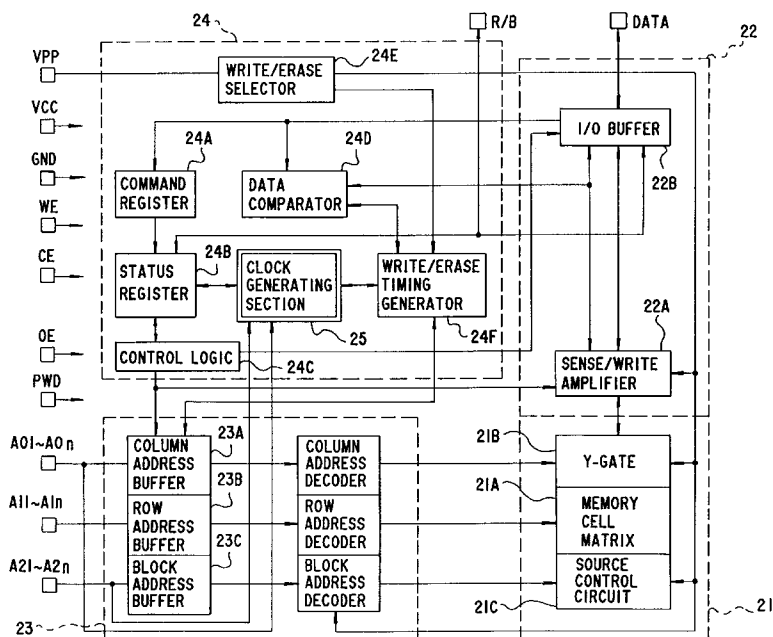 24
R/B
DATA
22
VPP
WRITE/ERASE
SELECTOR
24E
VCC
I/O BUFFER
22B
24A
24D
GND
COMMAND
REGISTER
DATA
COMPARATOR
WE
CE
STATUS
REGISTER
24B
CLOCK
GENERATING
SECTION
25
WRITE/ERASE
TIMING
GENERATOR
24F
22A
OE
CONTROL LOGIC
24C
SENSE/WRITE
AMPLIFIER
PWD
A01~A0n
COLUMN
ADDRESS
BUFFER
23A
COLUMN
ADDRESS
DECODER
21B
Y-GATE
A11~A1n
ROW
ADDRESS
BUFFER
23B
ROW
ADDRESS
DECODER
21A
MEMORY
CELL
MATRIX
A21~A2n
BLOCK
ADDRESS
BUFFER
23C
BLOCK
ADDRESS
DECODER
SOURCE
CONTROL
CIRCUIT
21C
23
21